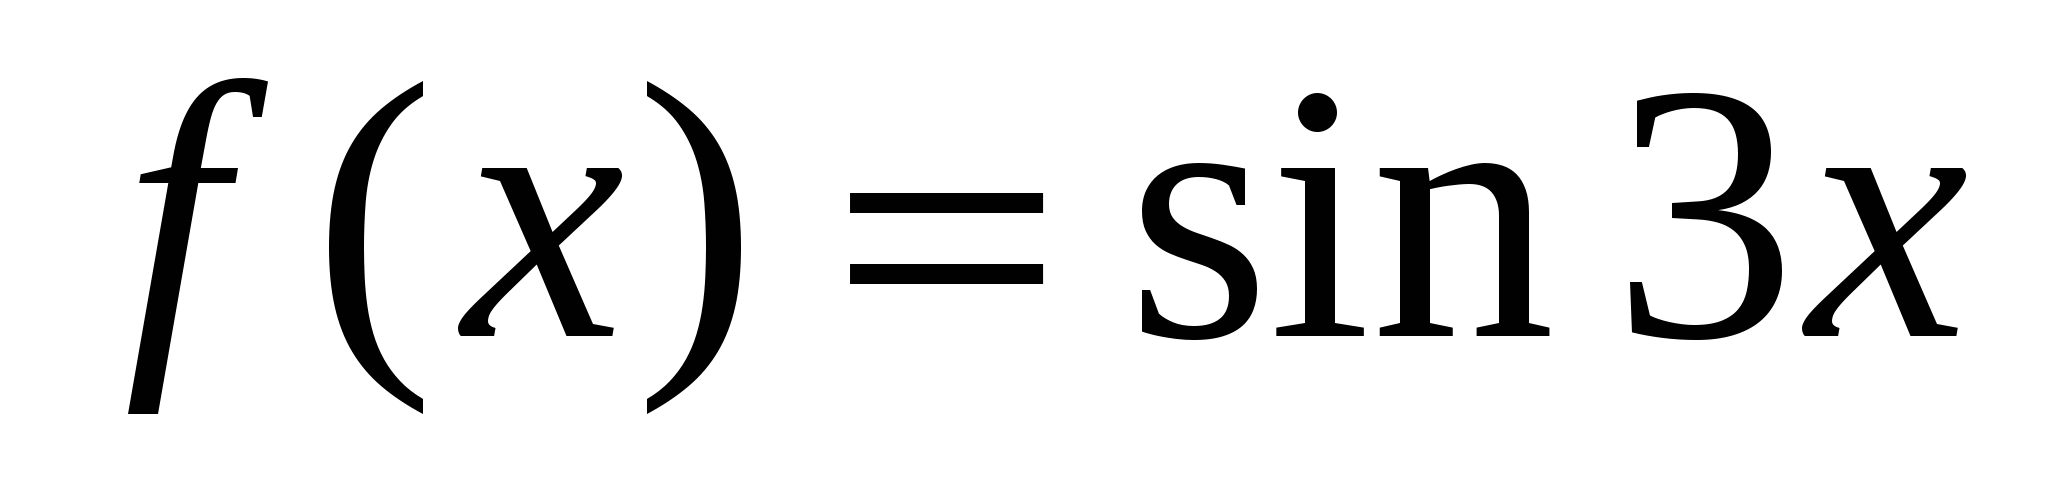 f(x) = sin 3x